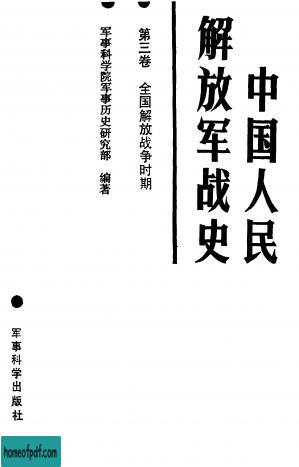 中国人民
解放军战史
第三卷 全国解放战争时期
军事科学院军事历史研究部 编著
军事科学出版社
homeofpdf.com